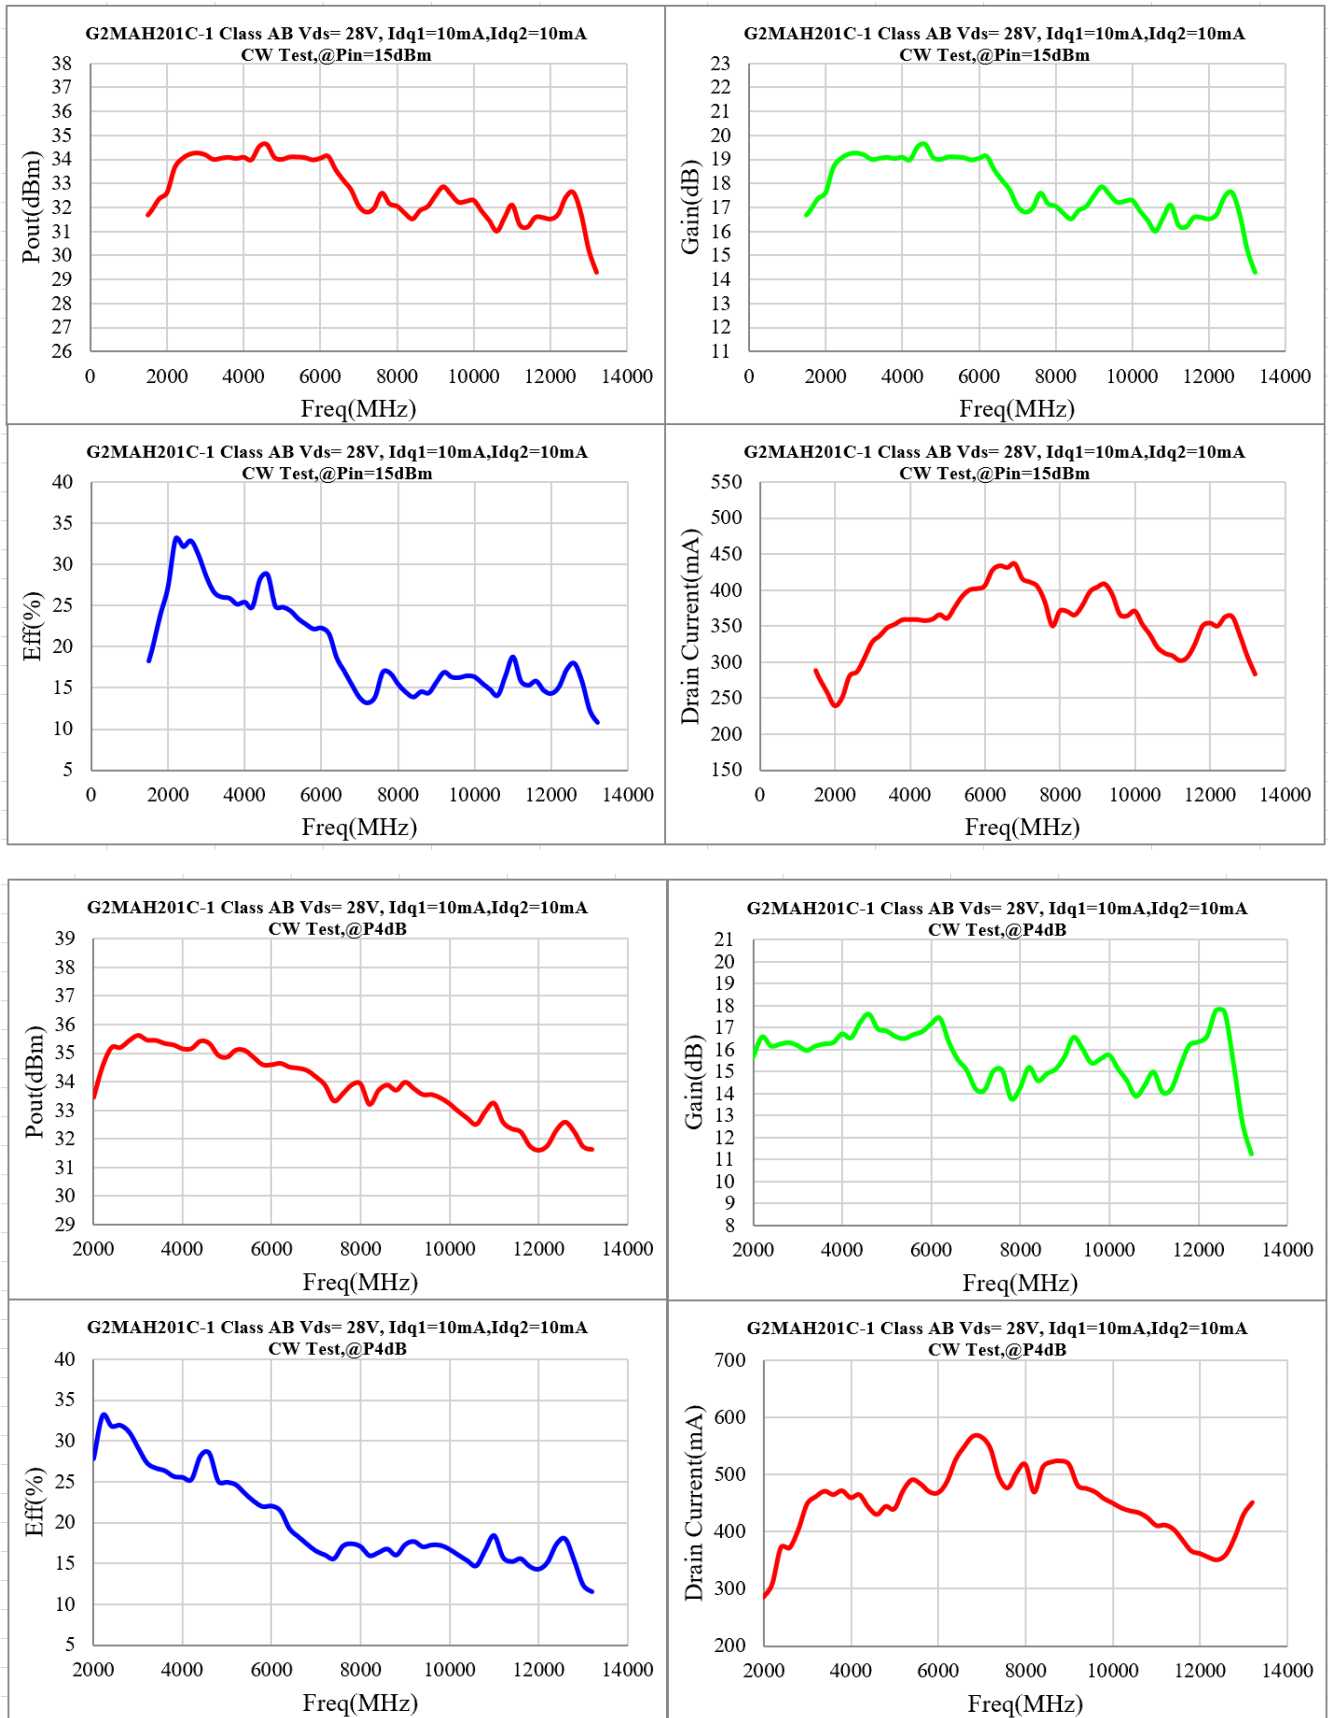 G2MAH201C-1 Class AB Vds= 28V, Idq1=10mA,Idq2=10mA
CW Test,@Pin=15dBm
Pout(dBm)
38
37
36
35
34
33
32
31
30
29
28
27
26
0 2000 4000 6000 8000 10000 12000 14000
Freq(MHz)
G2MAH201C-1 Class AB Vds= 28V, Idq1=10mA,Idq2=10mA
CW Test,@Pin=15dBm
Gain(dB)
23
22
21
20
19
18
17
16
15
14
13
12
11
0 2000 4000 6000 8000 10000 12000 14000
Freq(MHz)
G2MAH201C-1 Class AB Vds= 28V, Idq1=10mA,Idq2=10mA
CW Test,@Pin=15dBm
Eff(%)
40
35
30
25
20
15
10
5
0 2000 4000 6000 8000 10000 12000 14000
Freq(MHz)
G2MAH201C-1 Class AB Vds= 28V, Idq1=10mA,Idq2=10mA
CW Test,@Pin=15dBm
Drain Current(mA)
550
500
450
400
350
300
250
200
150
0 2000 4000 6000 8000 10000 12000 14000
Freq(MHz)
G2MAH201C-1 Class AB Vds= 28V, Idq1=10mA,Idq2=10mA
CW Test,@P4dB
Pout(dBm)
39
38
37
36
35
34
33
32
31
30
29
2000 4000 6000 8000 10000 12000 14000
Freq(MHz)
G2MAH201C-1 Class AB Vds= 28V, Idq1=10mA,Idq2=10mA
CW Test,@P4dB
Gain(dB)
21
20
19
18
17
16
15
14
13
12
11
10
9
8
2000 4000 6000 8000 10000 12000 14000
Freq(MHz)
G2MAH201C-1 Class AB Vds= 28V, Idq1=10mA,Idq2=10mA
CW Test,@P4dB
Eff(%)
40
35
30
25
20
15
10
5
2000 4000 6000 8000 10000 12000 14000
Freq(MHz)
G2MAH201C-1 Class AB Vds= 28V, Idq1=10mA,Idq2=10mA
CW Test,@P4dB
Drain Current(mA)
700
600
500
400
300
200
2000 4000 6000 8000 10000 12000 14000
Freq(MHz)